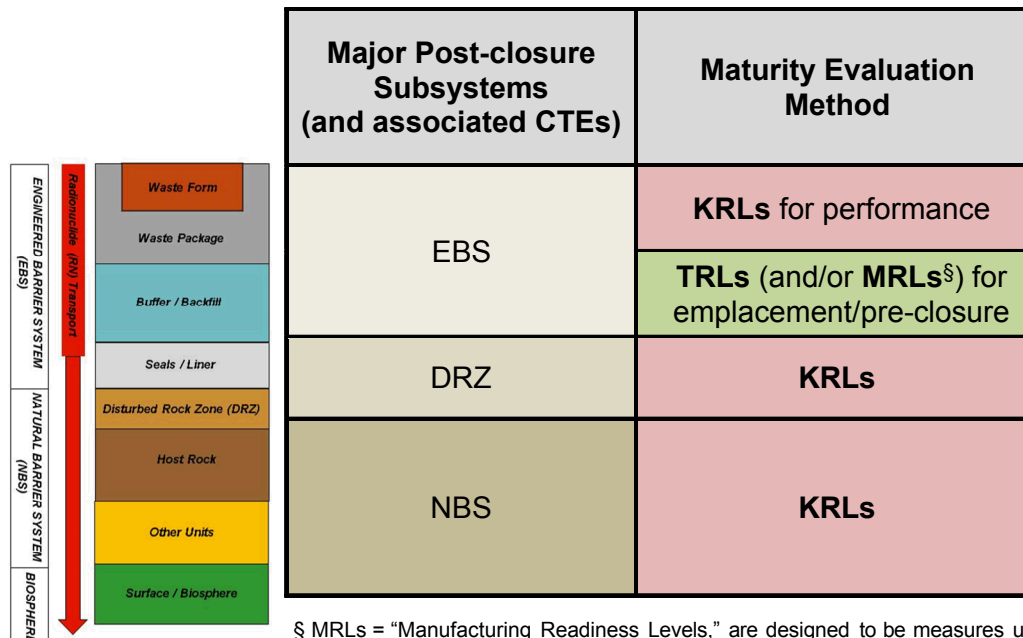 Major Post-closure
Subsystems
(and associated CTEs)
Maturity Evaluation
Method
EBS
KRLs for performance
TRLs (and/or MRLs§) for
emplacement/pre-closure
DRZ
KRLs
NBS
KRLs
ENGINEERED BARRIER SYSTEM
(EBS)
NATURAL BARRIER SYSTEM
(NBS)
Radionuclide (RN) Transport
Waste Form
Waste Package
Buffer / Backfill
Seals / Liner
Disturbed Rock Zone (DRZ)
Host Rock
Other Units
Surface / Biosphere
§ MRLs = “Manufacturing Readiness Levels,” are designed to be measures